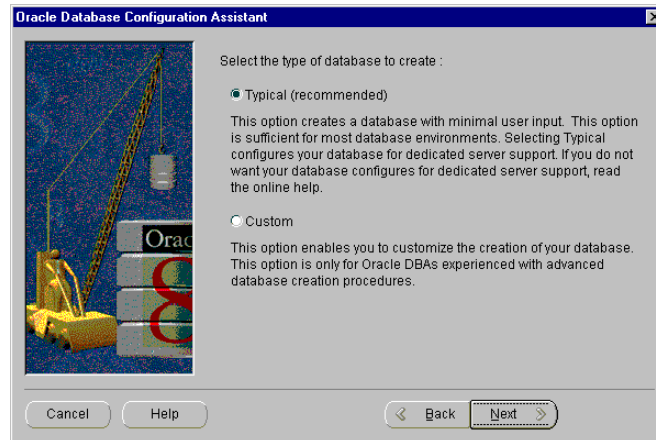 Oracle Database Configuration Assistant
Select the type of database to create :
Typical (recommended)
This option creates a database with minimal user input. This option
is sufficient for most database environments. Selecting Typical
configures your database for dedicated server support. If you do not
want your database configures for dedicated server support, read
the online help.
Custom
This option enables you to customize the creation of your database.
This option is only for Oracle DBAs experienced with advanced
database creation procedures.
Orac
8
Cancel
Help
Back
Next